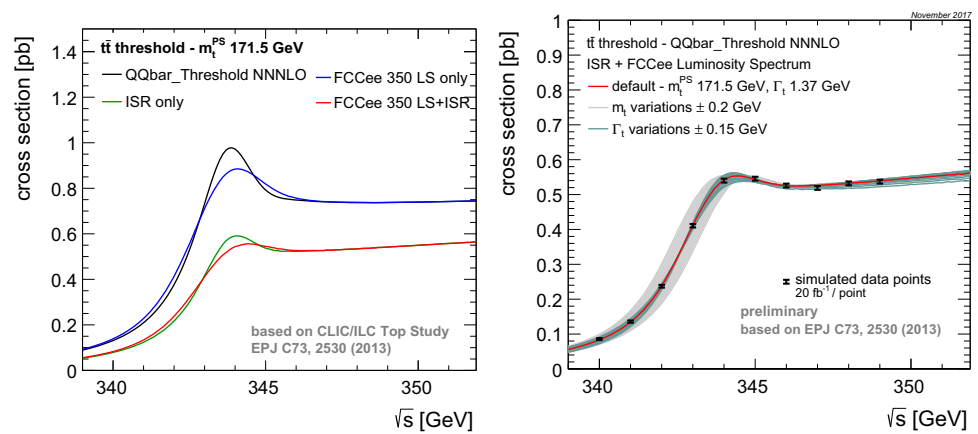 tt̄ threshold - m_t^PS 171.5 GeV
QQbar_Threshold NNNLO
FCCee 350 LS only
ISR only
FCCee 350 LS+ISR
based on CLIC/ILC Top Study
EPJ C73, 2530 (2013)
cross section [pb]
0
0.2
0.4
0.6
0.8
1
1.2
1.4
340
345
350
√s [GeV]
November 2017
tt̄ threshold - QQbar_Threshold NNNLO
ISR + FCCee Luminosity Spectrum
default - m_t^PS 171.5 GeV, Γ_t 1.37 GeV
m_t variations ± 0.2 GeV
Γ_t variations ± 0.15 GeV
simulated data points
20 fb⁻¹ / point
preliminary
based on EPJ C73, 2530 (2013)
cross section [pb]
0
0.1
0.2
0.3
0.4
0.5
0.6
0.7
0.8
0.9
1
340
345
350
√s [GeV]